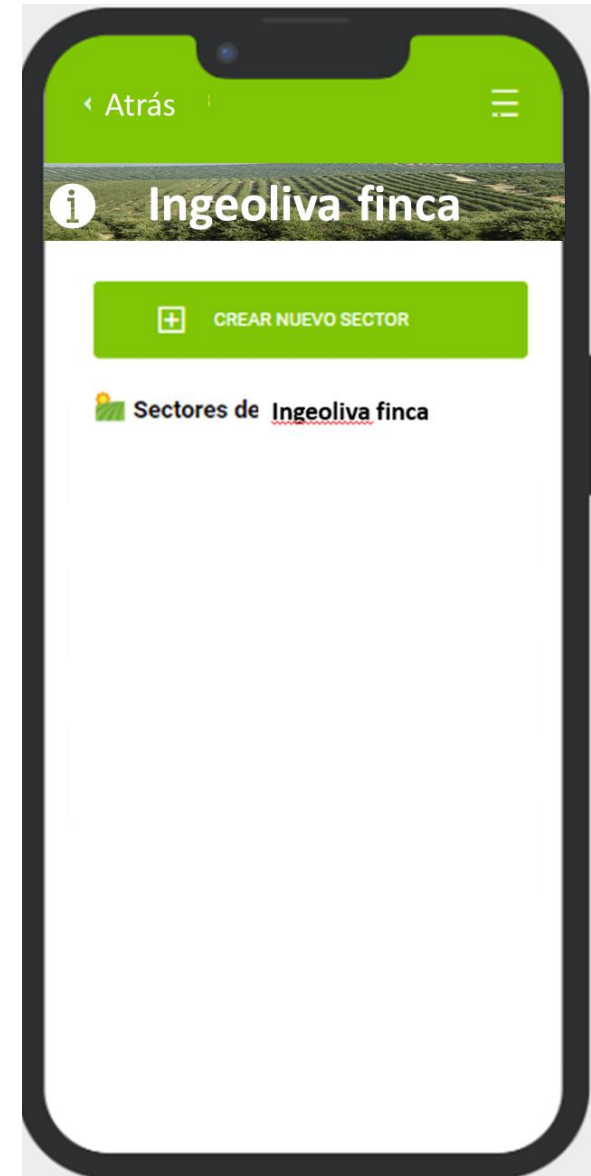 ‹ Atrás
Ingeoliva finca
CREAR NUEVO SECTOR
Sectores de Ingeoliva finca